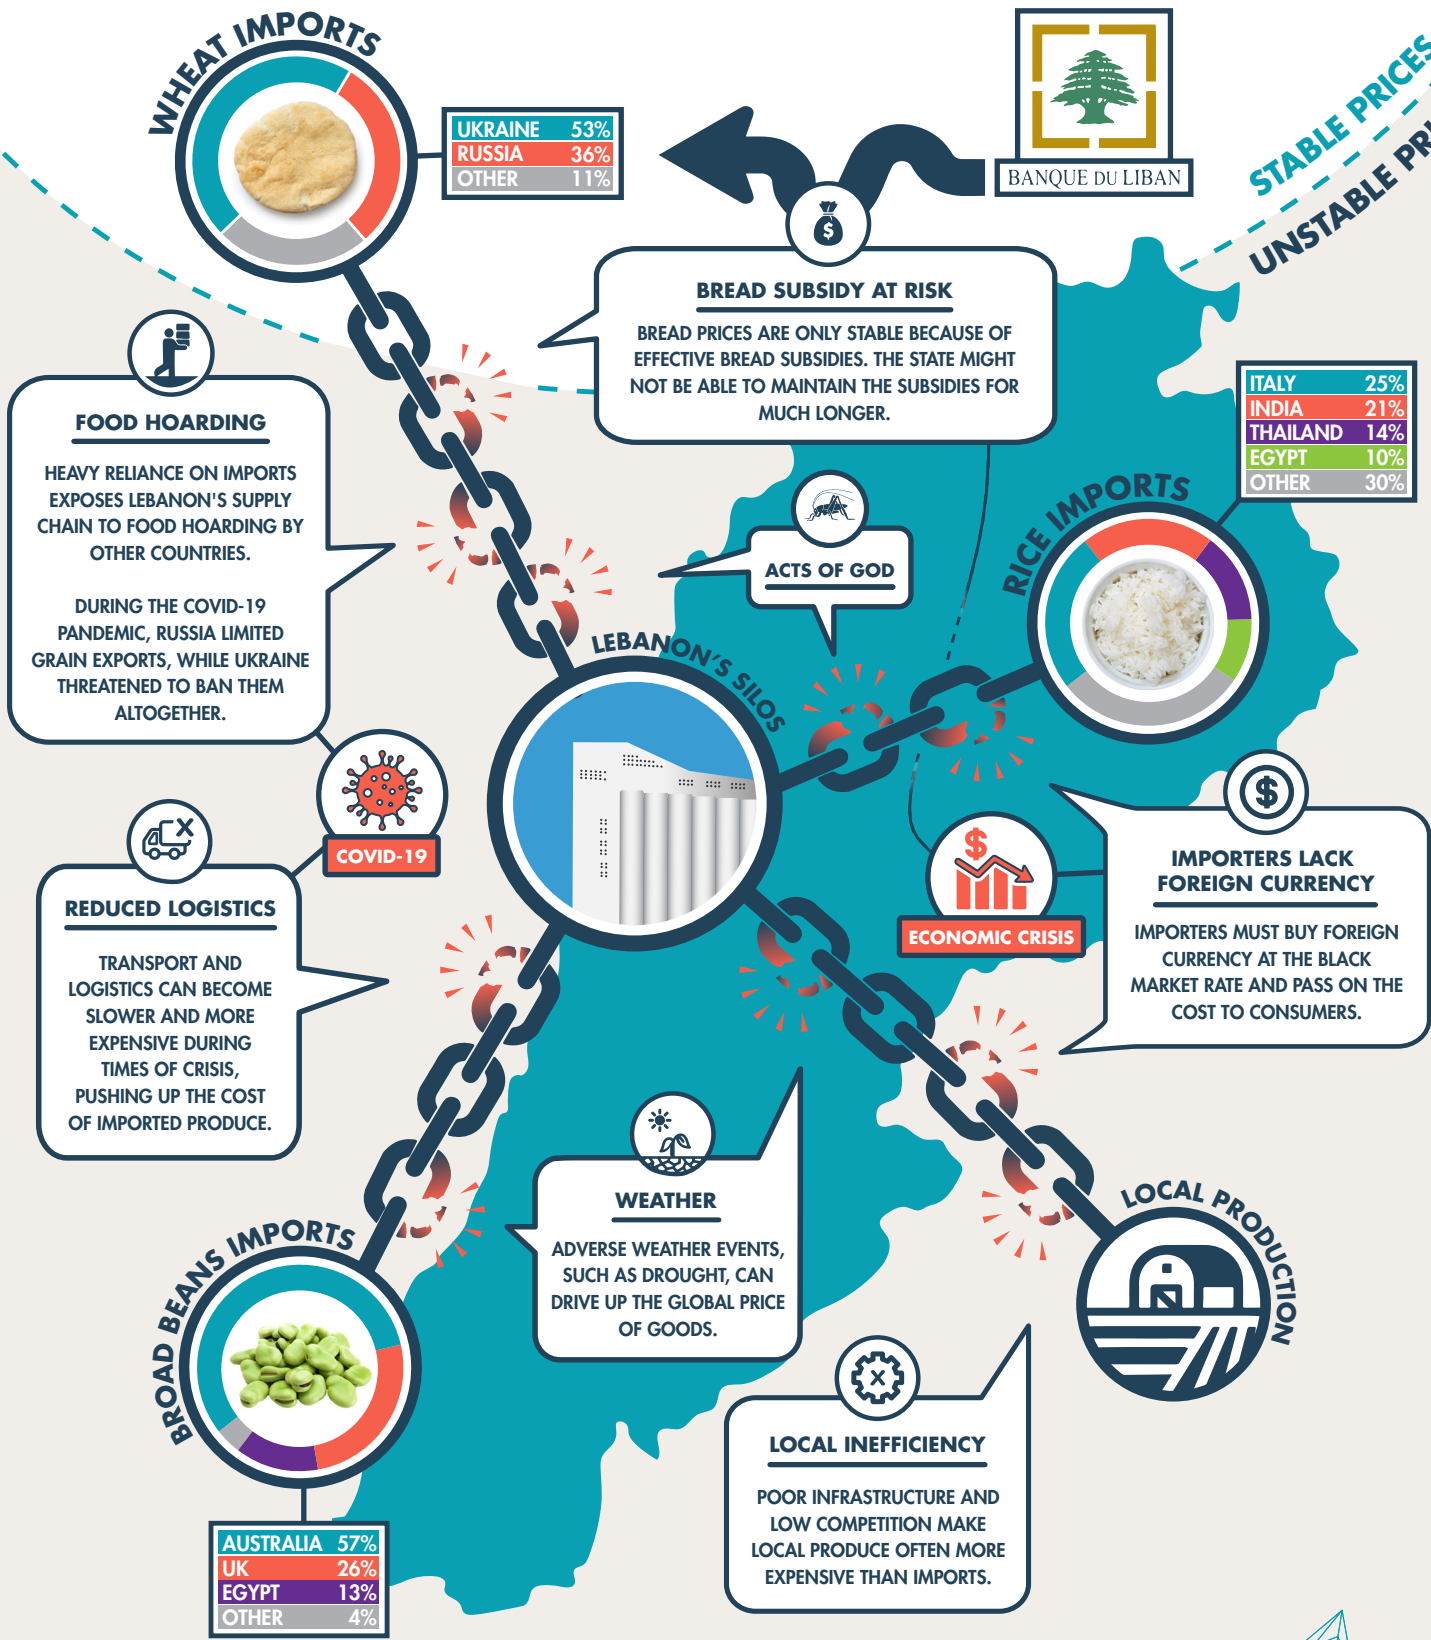 WHEAT IMPORTS
UKRAINE 53%
RUSSIA 36%
OTHER 11%
BANQUE DU LIBAN
STABLE PRICES
UNSTABLE
BREAD SUBSIDY AT RISK
BREAD PRICES ARE ONLY STABLE BECAUSE OF
EFFECTIVE BREAD SUBSIDIES. THE STATE MIGHT
NOT BE ABLE TO MAINTAIN THE SUBSIDIES FOR
MUCH LONGER.
FOOD HOARDING
HEAVY RELIANCE ON IMPORTS
EXPOSES LEBANON'S SUPPLY
CHAIN TO FOOD HOARDING BY
OTHER COUNTRIES.
DURING THE COVID-19
PANDEMIC, RUSSIA LIMITED
GRAIN EXPORTS, WHILE UKRAINE
THREATENED TO BAN THEM
ALTOGETHER.
ITALY 25%
INDIA 21%
THAILAND 14%
EGYPT 10%
OTHER 30%
RICE IMPORTS
ACTS OF GOD
LEBANON'S SILOS
COVID-19
REDUCED LOGISTICS
TRANSPORT AND
LOGISTICS CAN BECOME
SLOWER AND MORE
EXPENSIVE DURING
TIMES OF CRISIS,
PUSHING UP THE COST
OF IMPORTED PRODUCE.
ECONOMIC CRISIS
IMPORTERS LACK
FOREIGN CURRENCY
IMPORTERS MUST BUY FOREIGN
CURRENCY AT THE BLACK
MARKET RATE AND PASS ON THE
COST TO CONSUMERS.
WEATHER
ADVERSE WEATHER EVENTS,
SUCH AS DROUGHT, CAN
DRIVE UP THE GLOBAL PRICE
OF GOODS.
LOCAL PRODUCTION
BROAD BEANS IMPORTS
AUSTRALIA 57%
UK 26%
EGYPT 13%
OTHER 4%
LOCAL INEFFICIENCY
POOR INFRASTRUCTURE AND
LOW COMPETITION MAKE
LOCAL PRODUCE OFTEN MORE
EXPENSIVE THAN IMPORTS.